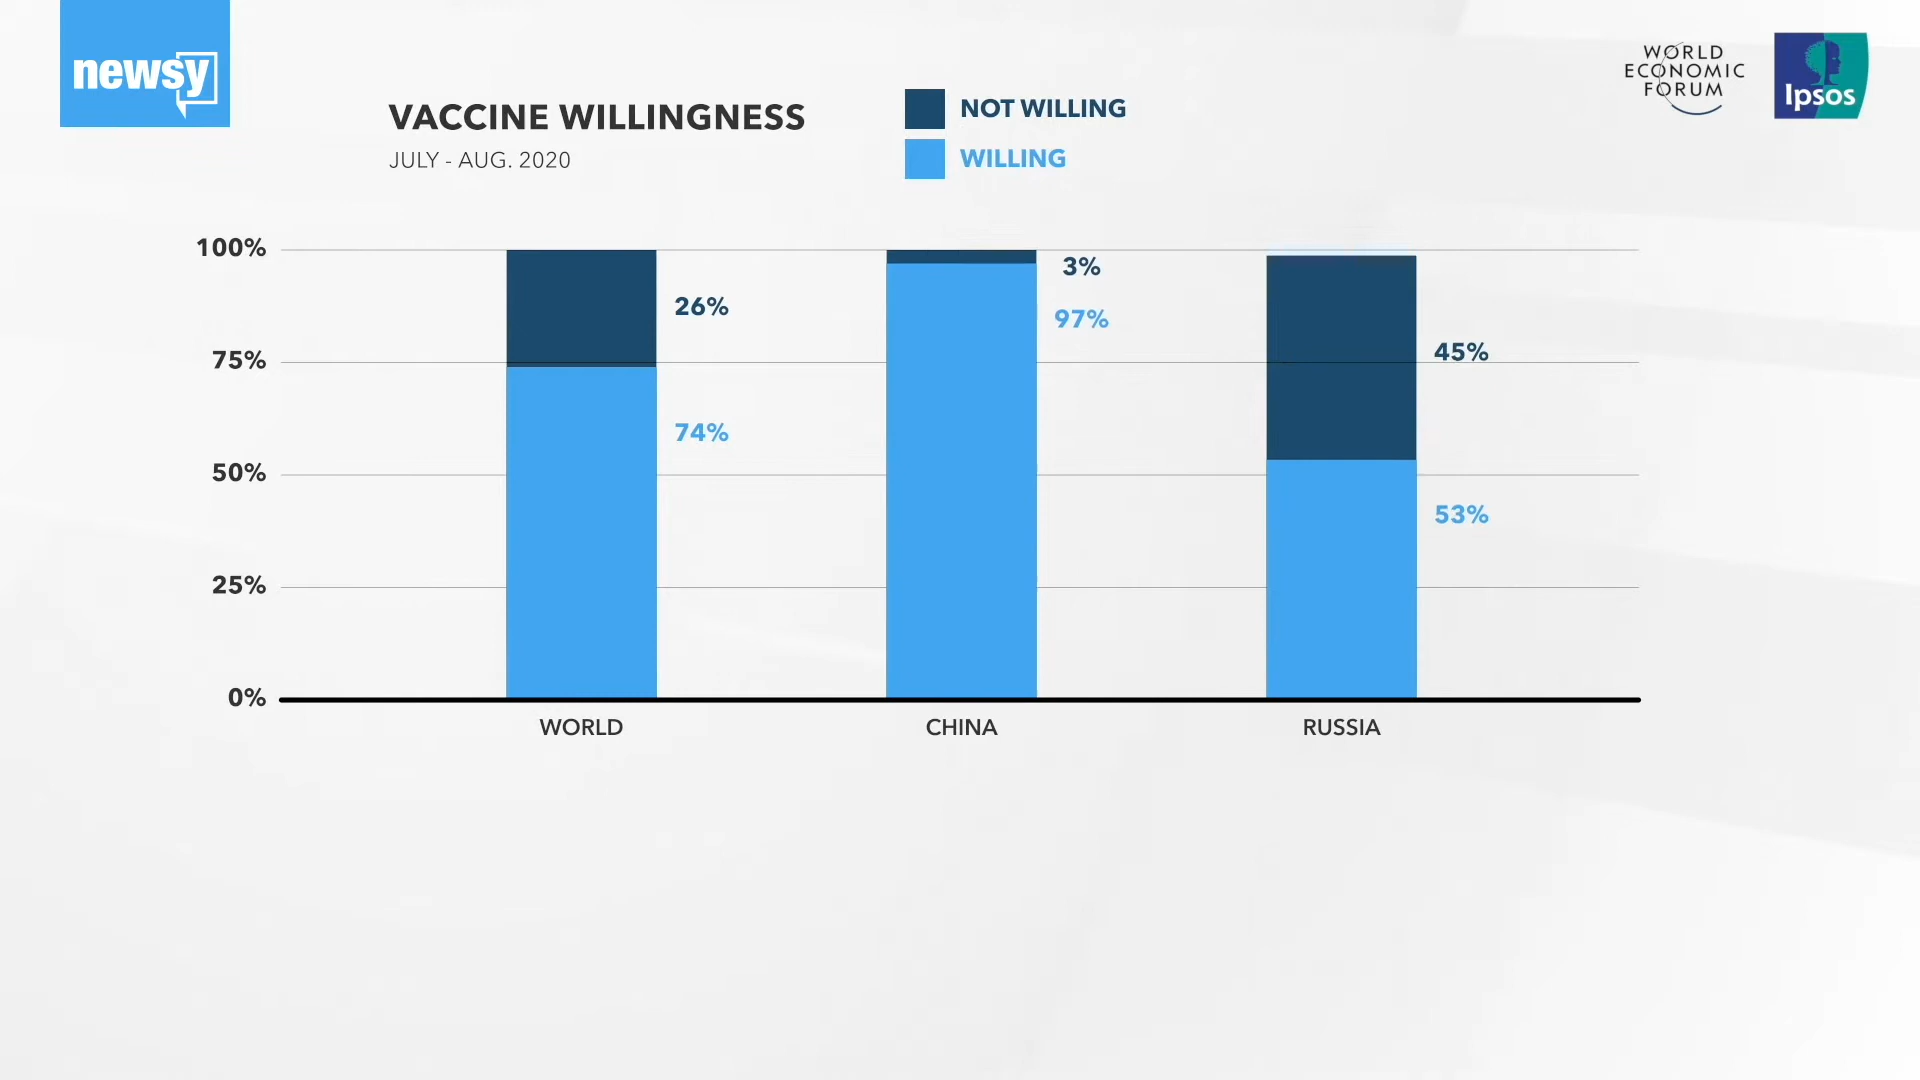 newsy
VACCINE WILLINGNESS
JULY - AUG. 2020
NOT WILLING
WILLING
WORLD
ECONOMIC
FORUM
Ipsos
100%
75%
50%
25%
0%
26%
74%
3%
97%
45%
53%
WORLD
CHINA
RUSSIA